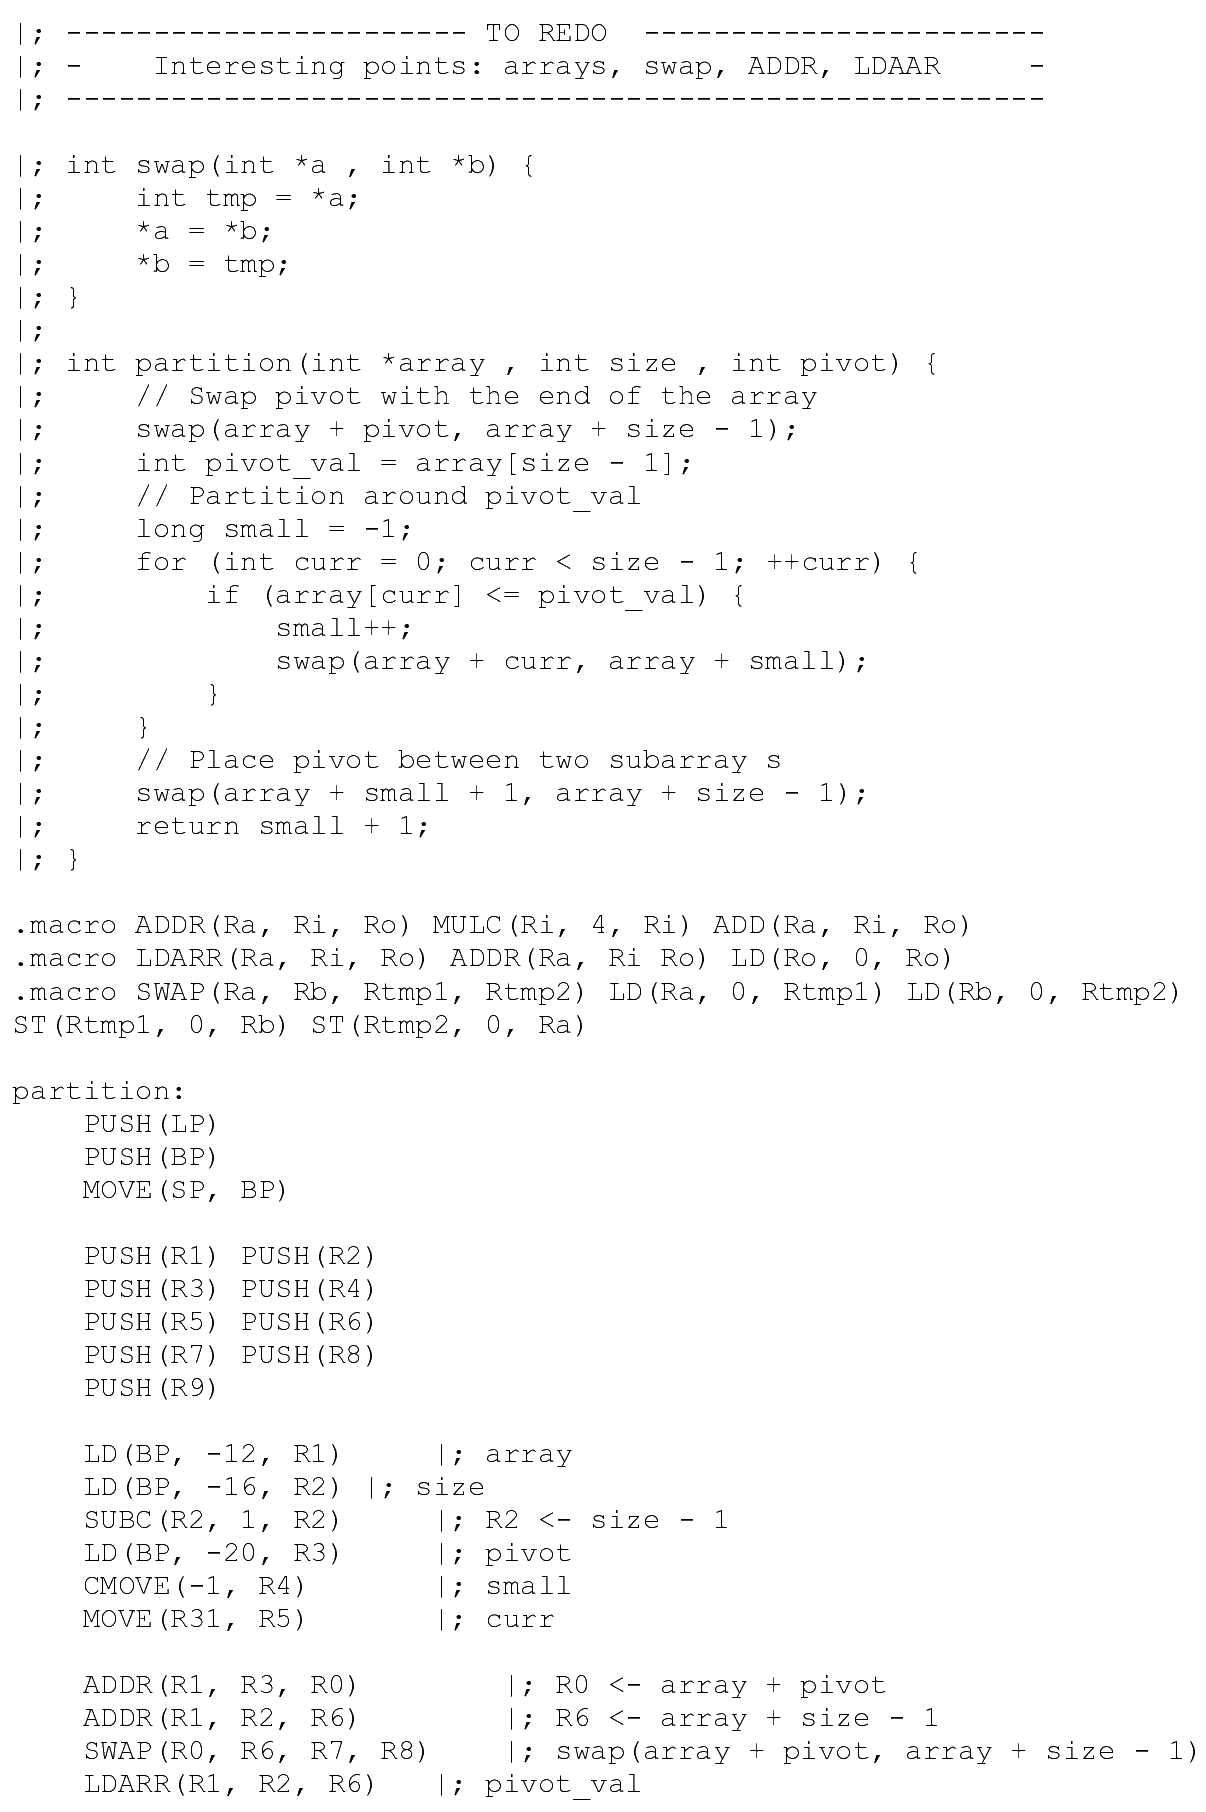 |; ----------------------- TO REDO  -----------------------
|; -    Interesting points: arrays, swap, ADDR, LDAAR     -
|; --------------------------------------------------------

|; int swap(int *a , int *b) {
|;     int tmp = *a;
|;     *a = *b;
|;     *b = tmp;
|; }
|;
|; int partition(int *array , int size , int pivot) {
|;     // Swap pivot with the end of the array
|;     swap(array + pivot, array + size - 1);
|;     int pivot_val = array[size - 1];
|;     // Partition around pivot_val
|;     long small = -1;
|;     for (int curr = 0; curr < size - 1; ++curr) {
|;         if (array[curr] <= pivot_val) {
|;             small++;
|;             swap(array + curr, array + small);
|;         }
|;     }
|;     // Place pivot between two subarray s
|;     swap(array + small + 1, array + size - 1);
|;     return small + 1;
|; }

.macro ADDR(Ra, Ri, Ro) MULC(Ri, 4, Ri) ADD(Ra, Ri, Ro)
.macro LDARR(Ra, Ri, Ro) ADDR(Ra, Ri Ro) LD(Ro, 0, Ro)
.macro SWAP(Ra, Rb, Rtmp1, Rtmp2) LD(Ra, 0, Rtmp1) LD(Rb, 0, Rtmp2)
ST(Rtmp1, 0, Rb) ST(Rtmp2, 0, Ra)

partition:
    PUSH(LP)
    PUSH(BP)
    MOVE(SP, BP)

    PUSH(R1) PUSH(R2)
    PUSH(R3) PUSH(R4)
    PUSH(R5) PUSH(R6)
    PUSH(R7) PUSH(R8)
    PUSH(R9)

    LD(BP, -12, R1)     |; array
    LD(BP, -16, R2) |; size
    SUBC(R2, 1, R2)     |; R2 <- size - 1
    LD(BP, -20, R3)     |; pivot
    CMOVE(-1, R4)       |; small
    MOVE(R31, R5)       |; curr

    ADDR(R1, R3, R0)        |; R0 <- array + pivot
    ADDR(R1, R2, R6)        |; R6 <- array + size - 1
    SWAP(R0, R6, R7, R8)    |; swap(array + pivot, array + size - 1)
    LDARR(R1, R2, R6)   |; pivot_val